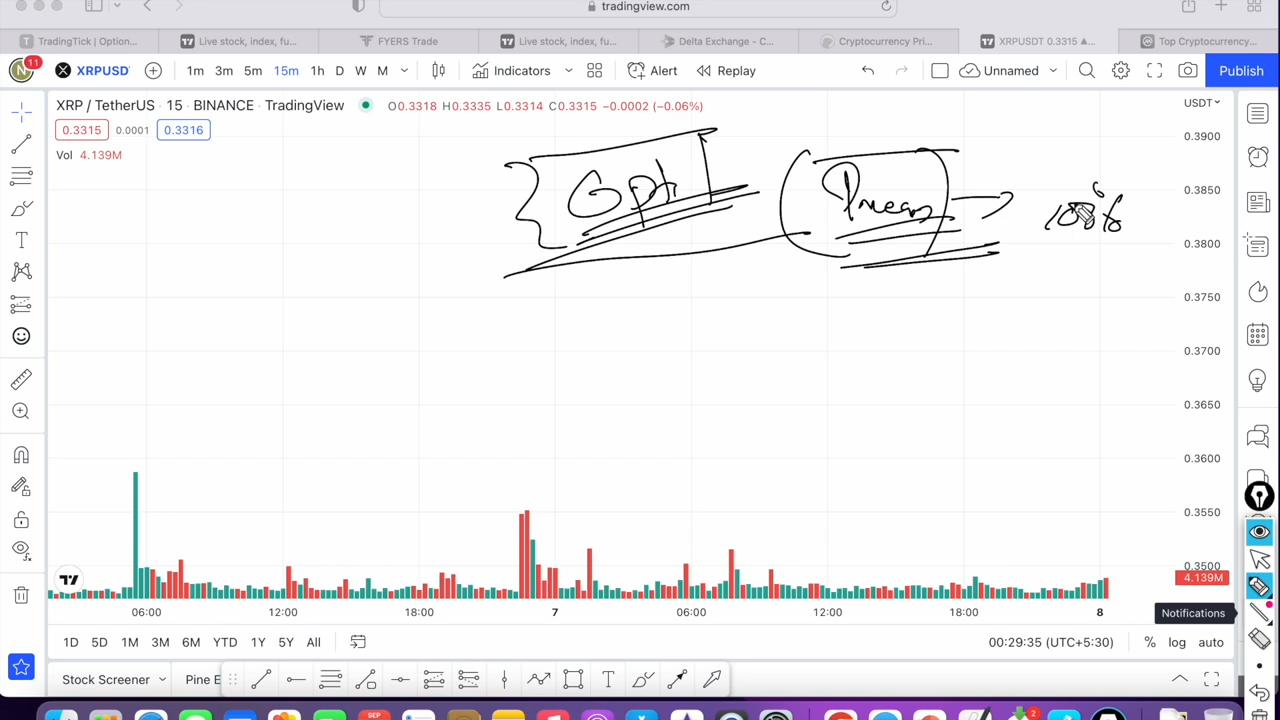 tradingview.com
TradingTick | Option...
Live stock, index, fu...
FYERS Trade
Live stock, index, fu...
Delta Exchange - C...
Cryptocurrency Pri...
XRPUSDT 0.3315 ▲...
Top Cryptocurrency...
N 11 XRPUSD 1m 3m 5m 15m 1h D W M Indicators Alert Replay Unnamed Publish
XRP / TetherUS · 15 · BINANCE · TradingView O0.3318 H0.3335 L0.3314 C0.3315 −0.0002 (−0.06%) USDT
0.3315 0.0001 0.3316
Vol 4.139M
0.3900
0.3850
0.3800
0.3750
0.3700
0.3650
0.3600
0.3550
0.3500
4.139M
06:00 12:00 18:00 7 06:00 12:00 18:00 8
Notifications
1D 5D 1M 3M 6M YTD 1Y 5Y All 00:29:35 (UTC+5:30) % log auto
Stock Screener Pine E
SEP 2